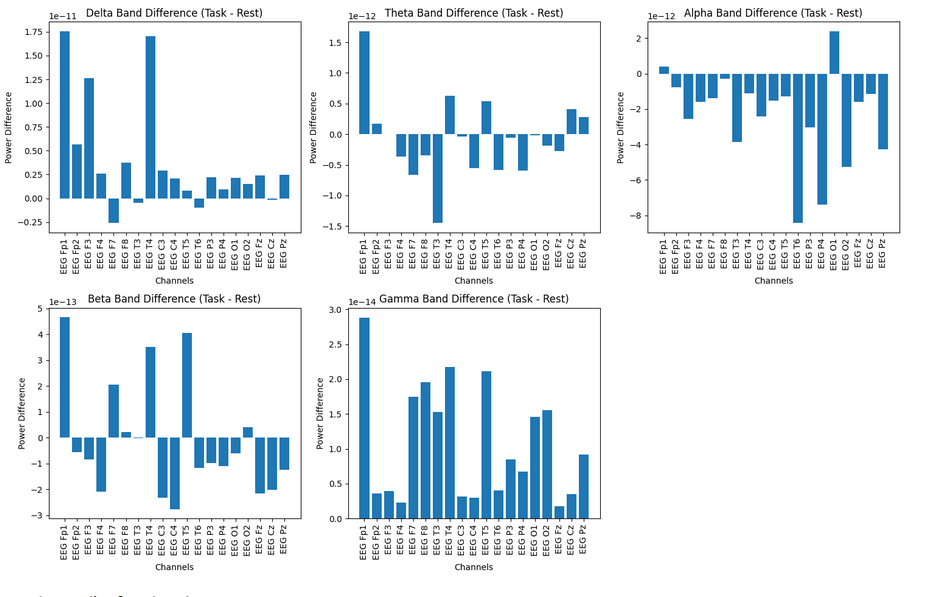 1e−11 Delta Band Difference (Task - Rest)
1.75
1.50
1.25
1.00
0.75
0.50
0.25
0.00
−0.25
Power Difference
EEG Fp1 EEG Fp2 EEG F3 EEG F4 EEG F7 EEG F8 EEG T3 EEG T4 EEG C3 EEG C4 EEG T5 EEG T6 EEG P3 EEG P4 EEG O1 EEG O2 EEG Fz EEG Cz EEG Pz
Channels
1e−12 Theta Band Difference (Task - Rest)
1.5
1.0
0.5
0.0
−0.5
−1.0
−1.5
Power Difference
EEG Fp1 EEG Fp2 EEG F3 EEG F4 EEG F7 EEG F8 EEG T3 EEG T4 EEG C3 EEG C4 EEG T5 EEG T6 EEG P3 EEG P4 EEG O1 EEG O2 EEG Fz EEG Cz EEG Pz
Channels
1e−12 Alpha Band Difference (Task - Rest)
2
0
−2
−4
−6
−8
Power Difference
EEG Fp1 EEG Fp2 EEG F3 EEG F4 EEG F7 EEG F8 EEG T3 EEG T4 EEG C3 EEG C4 EEG T5 EEG T6 EEG P3 EEG P4 EEG O1 EEG O2 EEG Fz EEG Cz EEG Pz
Channels
1e−13 Beta Band Difference (Task - Rest)
5
4
3
2
1
0
−1
−2
−3
Power Difference
EEG Fp1 EEG Fp2 EEG F3 EEG F4 EEG F7 EEG F8 EEG T3 EEG T4 EEG C3 EEG C4 EEG T5 EEG T6 EEG P3 EEG P4 EEG O1 EEG O2 EEG Fz EEG Cz EEG Pz
Channels
1e−14 Gamma Band Difference (Task - Rest)
3.0
2.5
2.0
1.5
1.0
0.5
0.0
Power Difference
EEG Fp1 EEG Fp2 EEG F3 EEG F4 EEG F7 EEG F8 EEG T3 EEG T4 EEG C3 EEG C4 EEG T5 EEG T6 EEG P3 EEG P4 EEG O1 EEG O2 EEG Fz EEG Cz EEG Pz
Channels